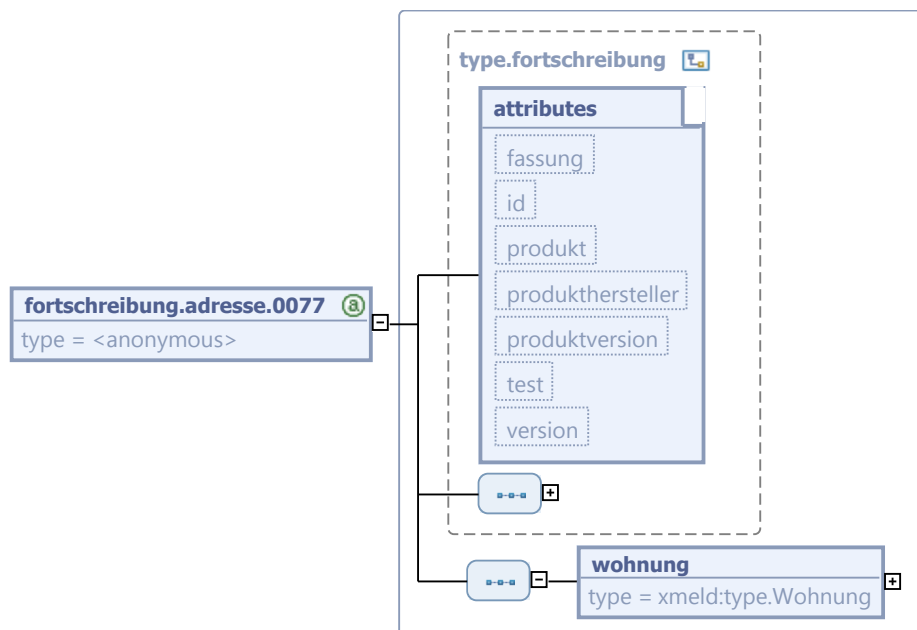 type.fortschreibung
attributes
fassung
id
produkt
produkthersteller
produktversion
test
version
fortschreibung.adresse.0077
type = <anonymous>
wohnung
type = xmeld:type.Wohnung